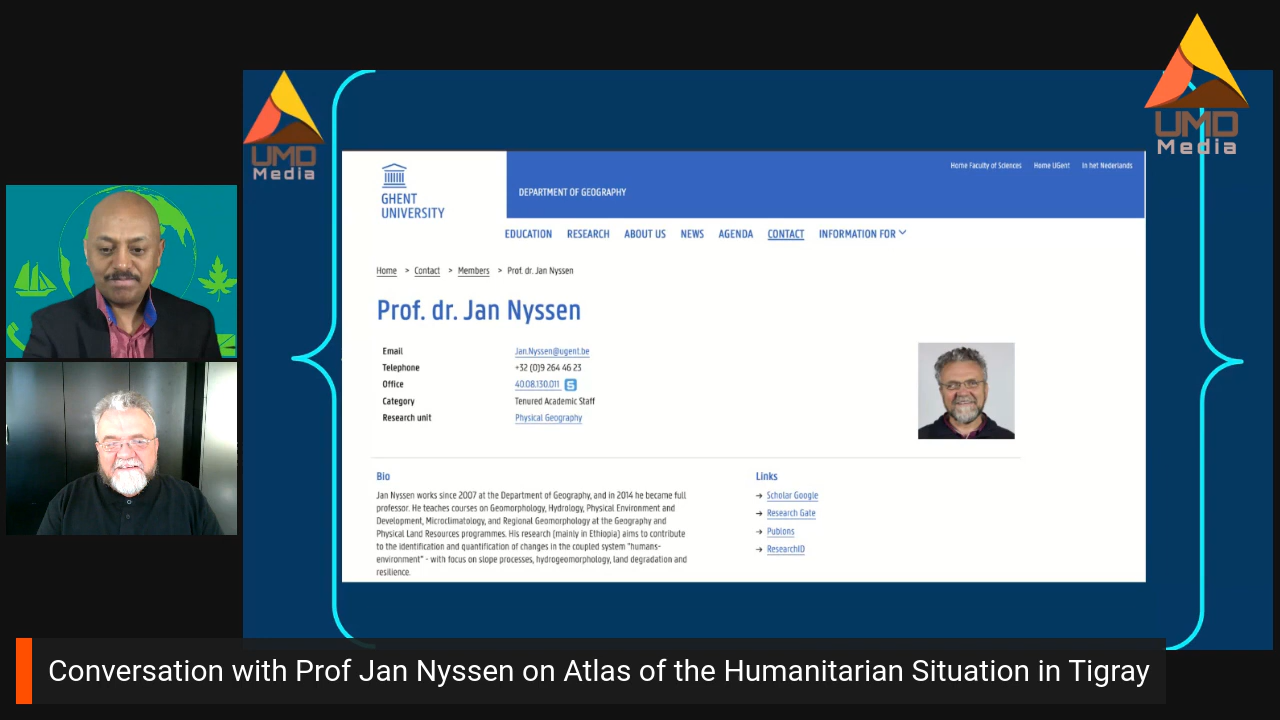 UMD
Media
UMD
Media
GHENT
UNIVERSITY
DEPARTMENT OF GEOGRAPHY
Home Faculty of Sciences Home UGent In het Nederlands
EDUCATION RESEARCH ABOUT US NEWS AGENDA CONTACT INFORMATION FOR
Home > Contact > Members > Prof. dr. Jan Nyssen
Prof. dr. Jan Nyssen
Email Jan.Nyssen@ugent.be
Telephone +32 (0)9 264 46 23
Office 40.08.130.011
Category Tenured Academic Staff
Research unit Physical Geography
Bio
Jan Nyssen works since 2007 at the Department of Geography, and in 2014 he became full
professor. He teaches courses on Geomorphology, Hydrology, Physical Environment and
Development, Microclimatology, and Regional Geomorphology at the Geography and
Physical Land Resources programmes. His research (mainly in Ethiopia) aims to contribute
to the identification and quantification of changes in the coupled system "humans-
environment" - with focus on slope processes, hydrogeomorphology, land degradation and
resilience.
Links
→ Scholar Google
→ Research Gate
→ Publons
→ ResearchID
Conversation with Prof Jan Nyssen on Atlas of the Humanitarian Situation in Tigray